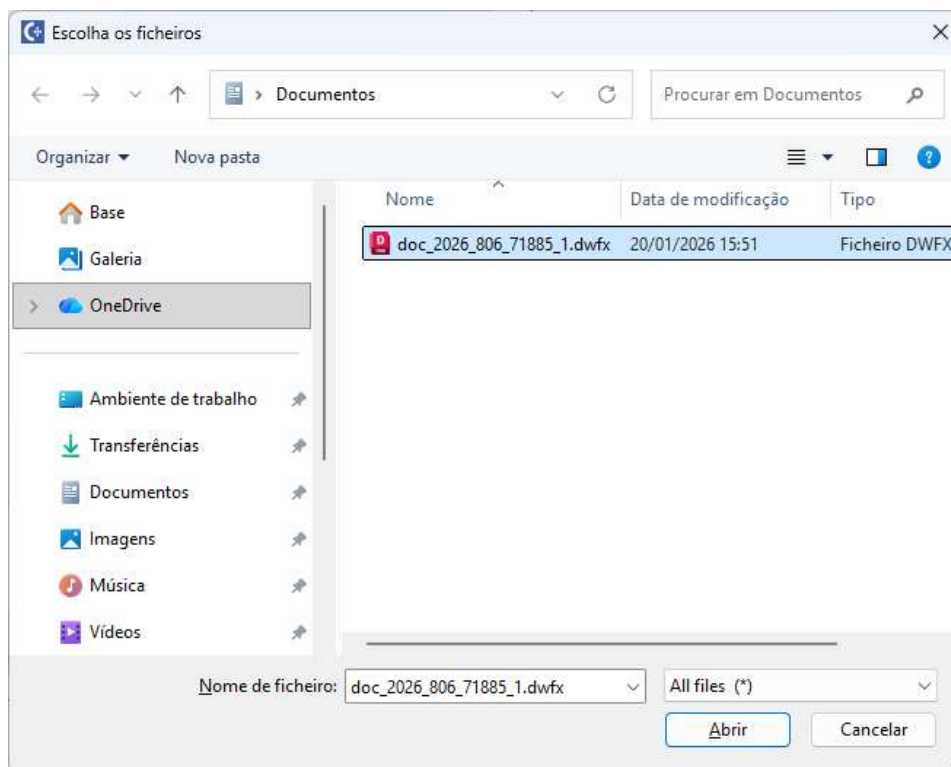 Escolha os ficheiros
Documentos
Procurar em Documentos
Organizar
Nova pasta
Base
Galeria
OneDrive
Ambiente de trabalho
Transferências
Documentos
Imagens
Música
Vídeos
Nome Data de modificação Tipo
doc_2026_806_71885_1.dwfx 20/01/2026 15:51 Ficheiro DWFX
Nome de ficheiro: doc_2026_806_71885_1.dwfx All files (*)
Abrir Cancelar